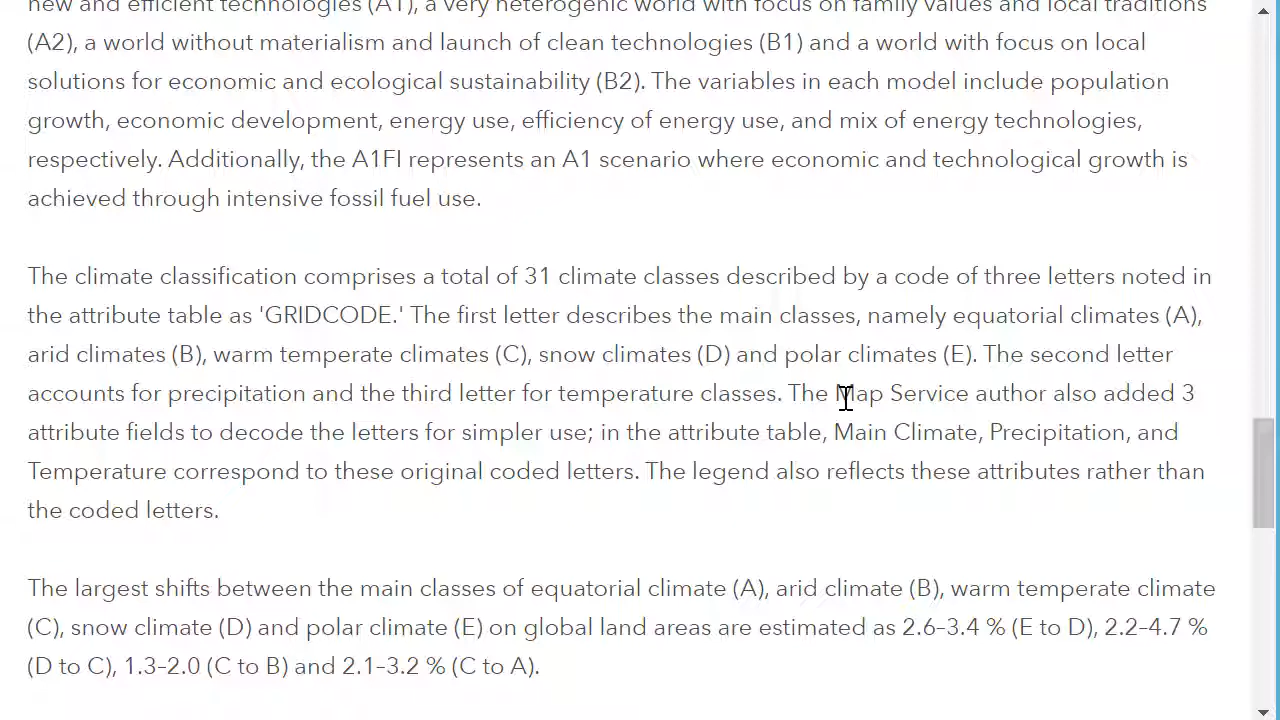 new and efficient technologies (A1), a very heterogenic world with focus on family values and local traditions
(A2), a world without materialism and launch of clean technologies (B1) and a world with focus on local
solutions for economic and ecological sustainability (B2). The variables in each model include population
growth, economic development, energy use, efficiency of energy use, and mix of energy technologies,
respectively. Additionally, the A1FI represents an A1 scenario where economic and technological growth is
achieved through intensive fossil fuel use.
The climate classification comprises a total of 31 climate classes described by a code of three letters noted in
the attribute table as 'GRIDCODE.' The first letter describes the main classes, namely equatorial climates (A),
arid climates (B), warm temperate climates (C), snow climates (D) and polar climates (E). The second letter
accounts for precipitation and the third letter for temperature classes. The Map Service author also added 3
attribute fields to decode the letters for simpler use; in the attribute table, Main Climate, Precipitation, and
Temperature correspond to these original coded letters. The legend also reflects these attributes rather than
the coded letters.
The largest shifts between the main classes of equatorial climate (A), arid climate (B), warm temperate climate
(C), snow climate (D) and polar climate (E) on global land areas are estimated as 2.6–3.4 % (E to D), 2.2–4.7 %
(D to C), 1.3–2.0 (C to B) and 2.1–3.2 % (C to A).